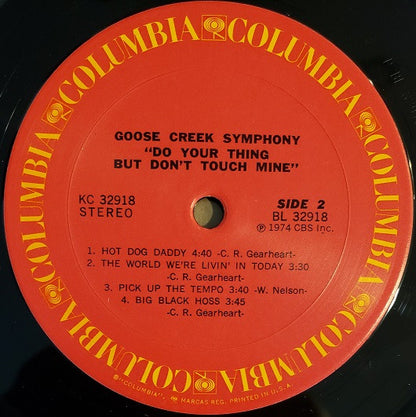 COLUMBIA COLUMBIA COLUMBIA COLUMBIA COLUMBIA COLUMBIA
GOOSE CREEK SYMPHONY
"DO YOUR THING
BUT DON'T TOUCH MINE"
KC 32918
STEREO
SIDE 2
BL 32918
Ⓟ 1974 CBS Inc.
1. HOT DOG DADDY 4:40 -C. R. Gearheart-
2. THE WORLD WE'RE LIVIN' IN TODAY 3:30
-C. R. Gearheart-
3. PICK UP THE TEMPO 3:40 -W. Nelson-
4. BIG BLACK HOSS 3:45
-C. R. Gearheart-
®"COLUMBIA", MARCAS REG. PRINTED IN U.S.A.